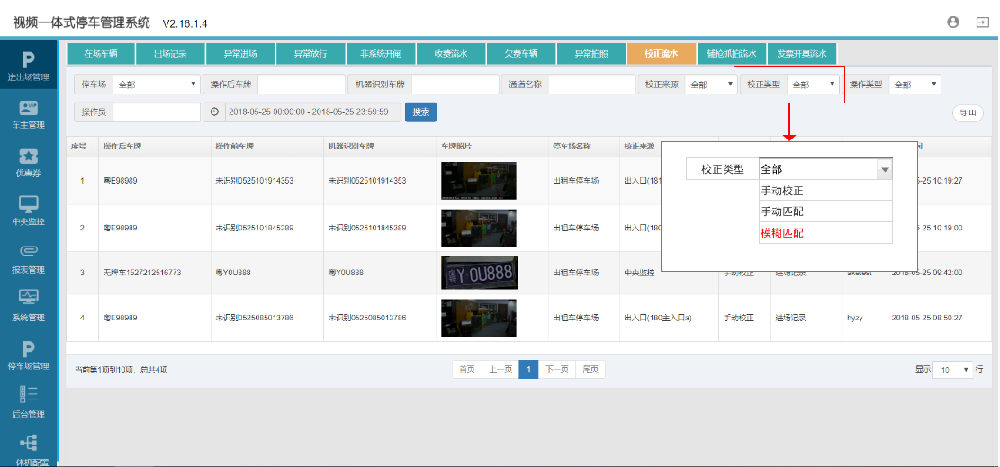 视频一体式停车管理系统 V2.16.1.4
进出场管理
车主管理
优惠券
中央监控
报表管理
系统管理
停车场管理
后台管理
一体机配置
在场车辆 出场记录 异常进场 异常放行 非系统开闸 收费流水 欠费车辆 异常拍照 校正流水 辅检抓拍流水 发票开具流水
停车场 全部 操作后车牌 机器识别车牌 通道名称 校正来源 全部 校正类型 全部 操作类型 全部
操作员 2018-05-25 00:00:00 - 2018-05-25 23:59:59 搜索
导出
序号 操作后车牌 操作前车牌 机器识别车牌 车牌照片 停车场名称 校正来源
1 粤E98989 未识别0525101914353 未识别0525101914353 出租车停车场 出入口(181 -25 10:19:27
2 粤E98989 未识别0525101845389 未识别0525101845389 出租车停车场 出入口(180 -25 10:19:00
3 无牌车1527212516773 粤Y0U888 粤Y0U888 粤Y 0U888 出租车停车场 中央监控 手动校正 进场记录 aketest 2018-05-25 09:42:00
4 粤E98989 未识别0525085013786 未识别0525085013786 出租车停车场 出入口(180主入口a) 手动校正 进场记录 hyzy 2018-05-25 08:50:27
校正类型 全部
手动校正
手动匹配
模糊匹配
当前第1项到10项，总共4项 首页 上一页 1 下一页 尾页 显示 10 行